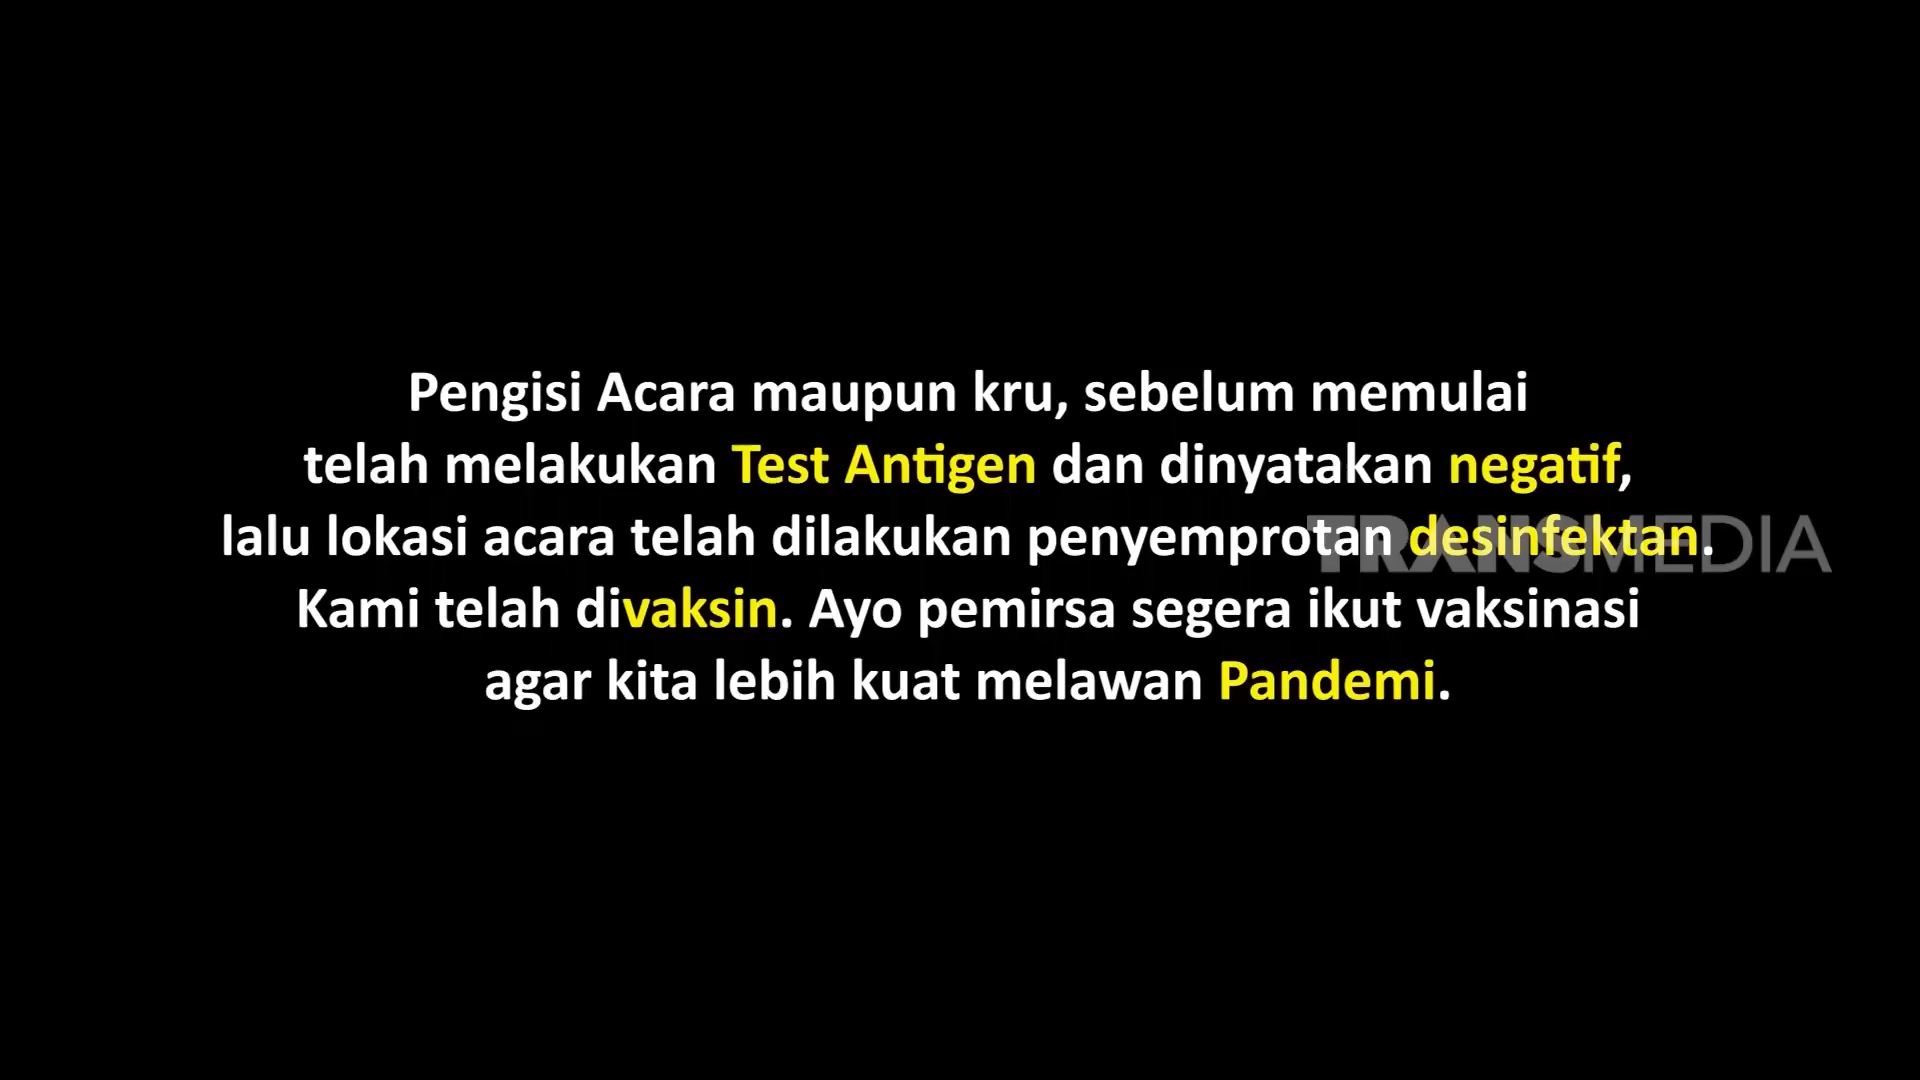 Pengisi Acara maupun kru, sebelum memulai
telah melakukan Test Antigen dan dinyatakan negatif,
lalu lokasi acara telah dilakukan penyemprotan desinfektan.
TRANSMEDIA
Kami telah divaksin. Ayo pemirsa segera ikut vaksinasi
agar kita lebih kuat melawan Pandemi.